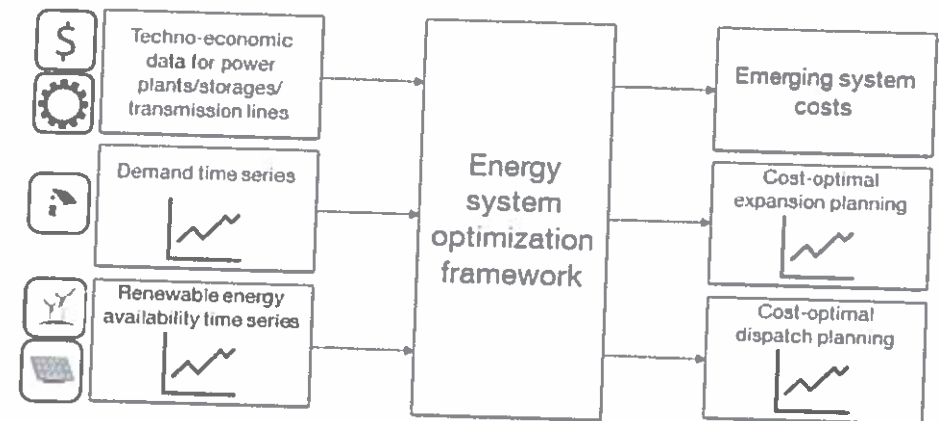 $
Techno-economic
data for power
plants/storages/
transmission lines
Demand time series
Renewable energy
availability time series
Energy
system
optimization
framework
Emerging system
costs
Cost-optimal
expansion planning
Cost-optimal
dispatch planning